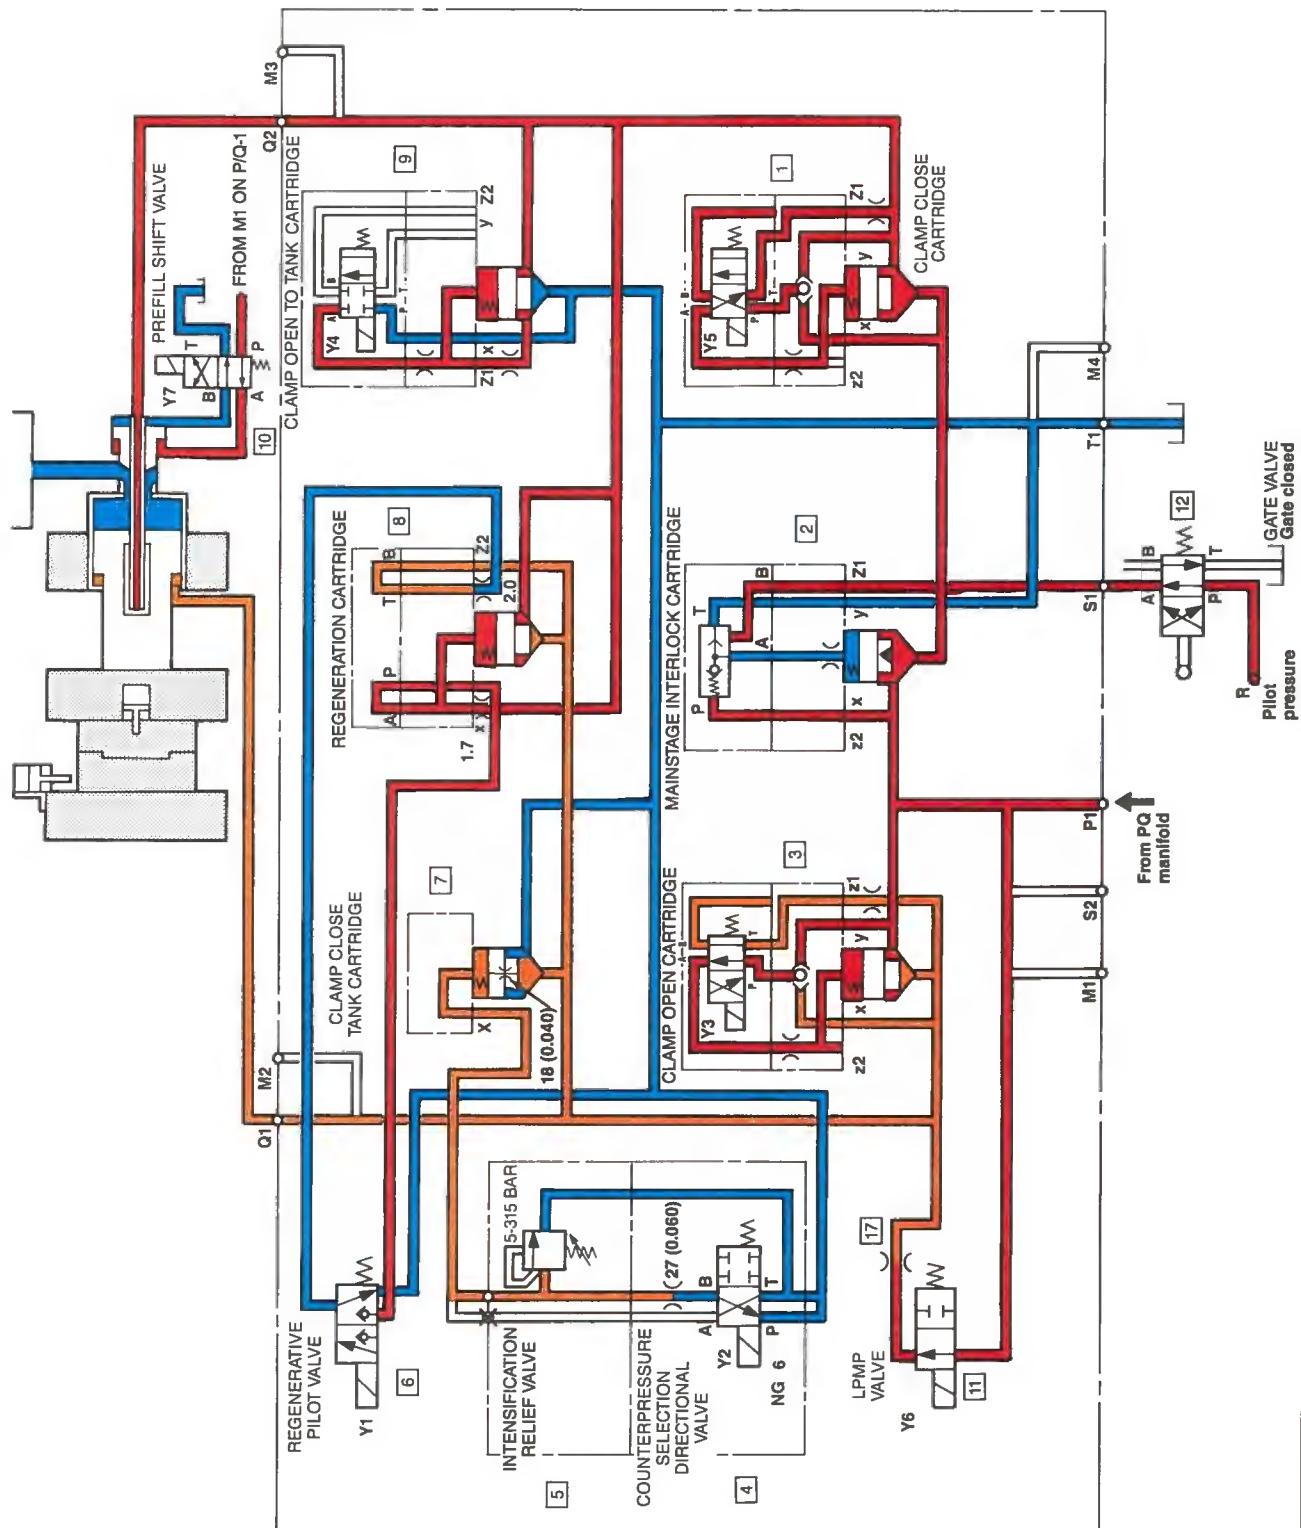 M3
Q2
PREFILL SHIFT VALVE
FROM M1 ON P/Q-1
Y7
T
B
P
A
10
CLAMP OPEN TO TANK CARTRIDGE
9
Y4
A
B
P
T
Z2
y
x
Z1
REGENERATION CARTRIDGE
8
A
P
T
B
Z2
2.0
x
1.7
CLAMP CLOSE
TANK CARTRIDGE
7
X
18 (0.040)
M2
Q1
REGENERATIVE
PILOT VALVE
Y1
6
INTENSIFICATION
RELIEF VALVE
5-315 BAR
5
COUNTERPRESSURE
SELECTION
DIRECTIONAL
VALVE
4
27 (0.060)
A
B
Y2
P
T
NG 6
CLAMP CLOSE
CARTRIDGE
1
Y5
A
B
P
T
Z1
y
x
z2
MAINSTAGE INTERLOCK CARTRIDGE
2
P
T
A
B
Z1
y
x
z2
CLAMP OPEN CARTRIDGE
3
Y3
A
B
P
T
z1
y
x
z2
LPMP
VALVE
17
Y6
11
M4
T1
S1
P1
S2
M1
From PQ
manifold
12
A
B
P
T
GATE VALVE
Gate closed
R
Pilot
pressure